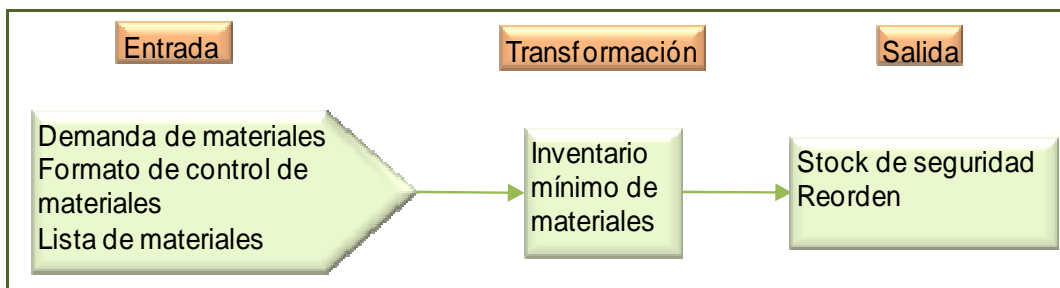 Entrada
Transformación
Salida
Demanda de materiales
Formato de control de
materiales
Lista de materiales
Inventario
mínimo de
materiales
Stock de seguridad
Reorden